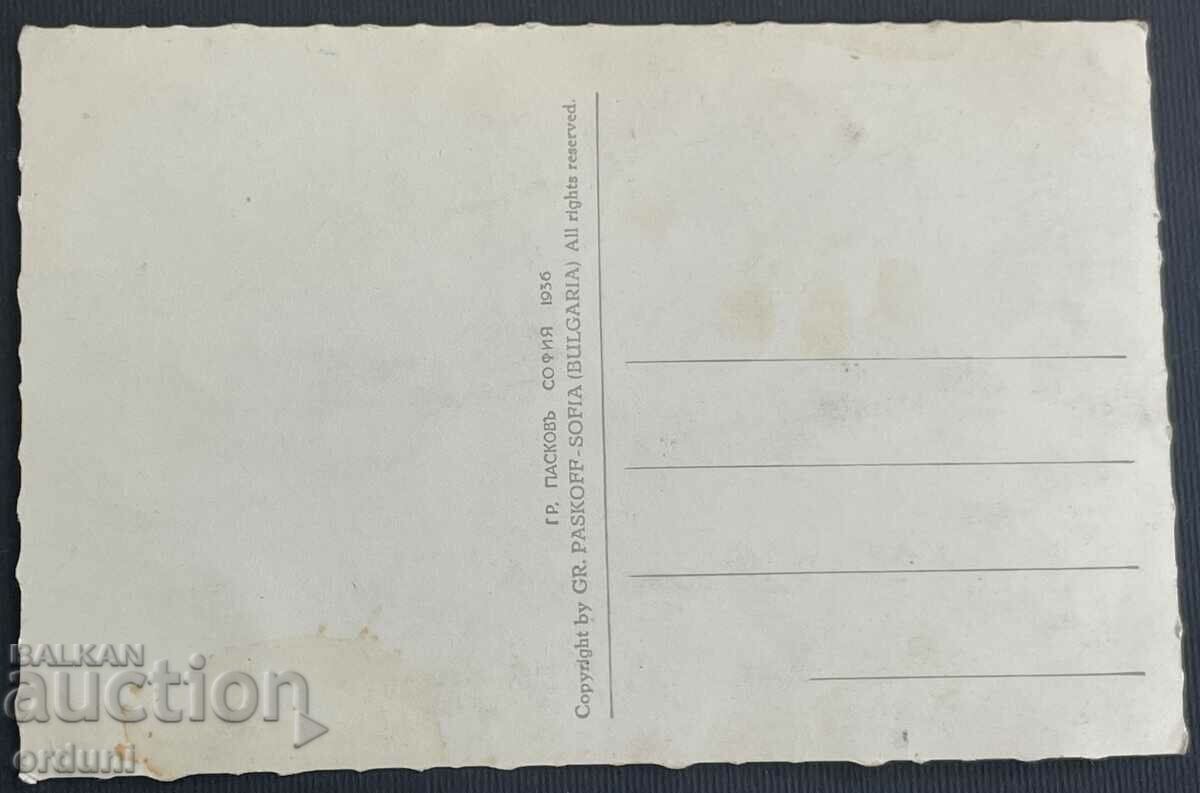 ГР. ПАСКОВЪ СОФИЯ 1936
Copyright by GR. PASKOFF-SOFIA (BULGARIA) All rights reserved.
BALKAN
auction
orduni